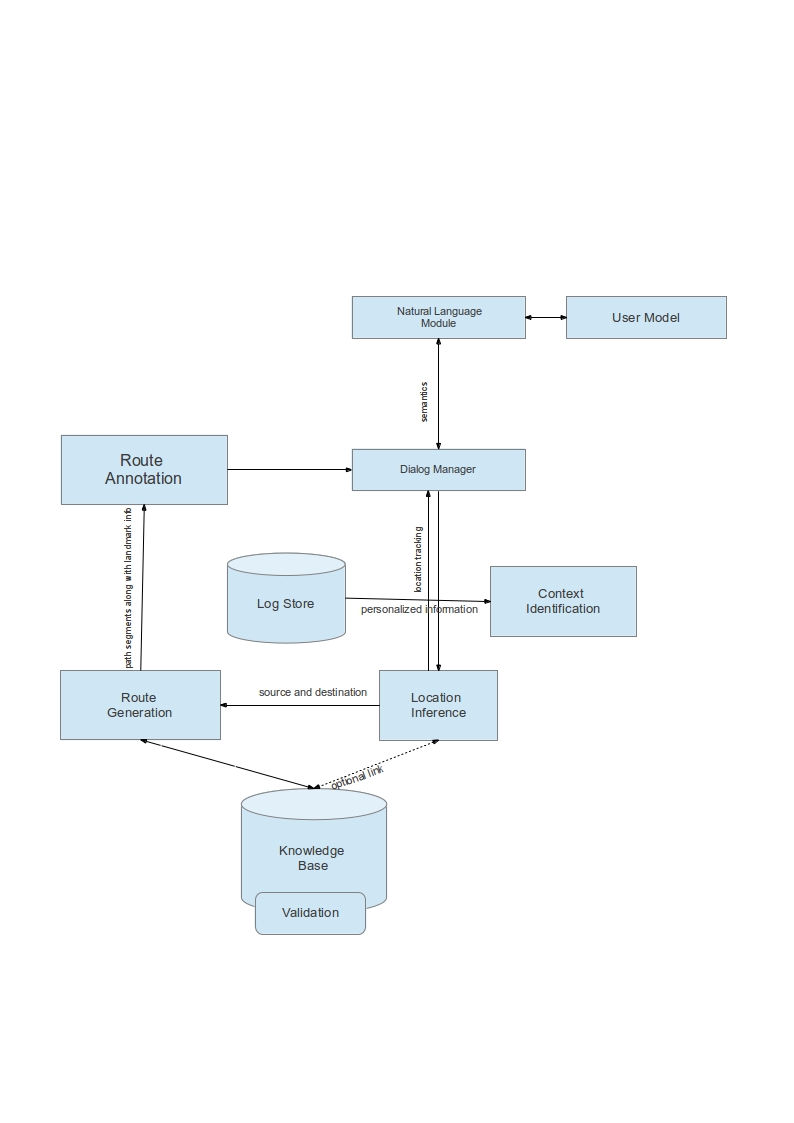 Natural Language
Module
User Model
semantics
Route
Annotation
Dialog Manager
path segments along with landmark info
location tracking
Log Store
personalized information
Context
Identification
Route
Generation
source and destination
Location
Inference
optional link
Knowledge
Base
Validation